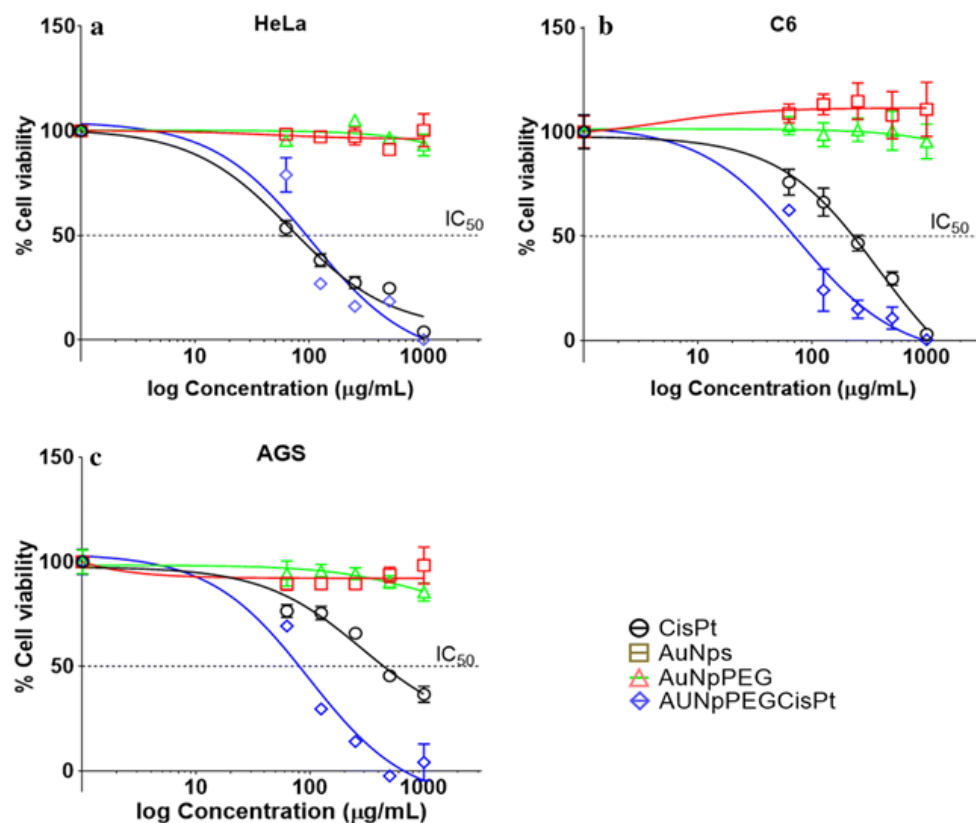 a HeLa
150
100
50
0
% Cell viability
IC50
10 100 1000
log Concentration (μg/mL)
b C6
150
100
50
0
% Cell viability
IC50
10 100 1000
log Concentration (μg/mL)
c AGS
150
100
50
0
% Cell viability
IC50
10 100 1000
log Concentration (μg/mL)
CisPt
AuNps
AuNpPEG
AUNpPEGCisPt